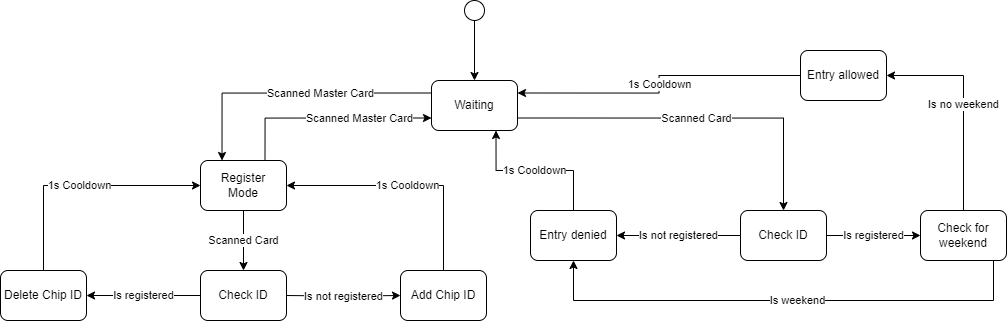 Entry allowed
1s Cooldown
Scanned Master Card
Waiting
Is no weekend
Scanned Master Card
Scanned Card
Register
Mode
1s Cooldown
1s Cooldown
1s Cooldown
Entry denied
Is not registered
Check ID
Is registered
Check for
weekend
Scanned Card
Delete Chip ID
Is registered
Check ID
Is not registered
Add Chip ID
Is weekend